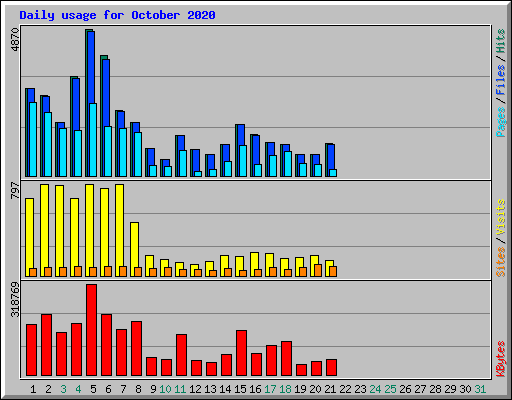 Daily usage for October 2020
4870
797
318769
Pages/Files/Hits
Sites/Visits
KBytes
1 2 3 4 5 6 7 8 9 10 11 12 13 14 15 16 17 18 19 20 21 22 23 24 25 26 27 28 29 30 31